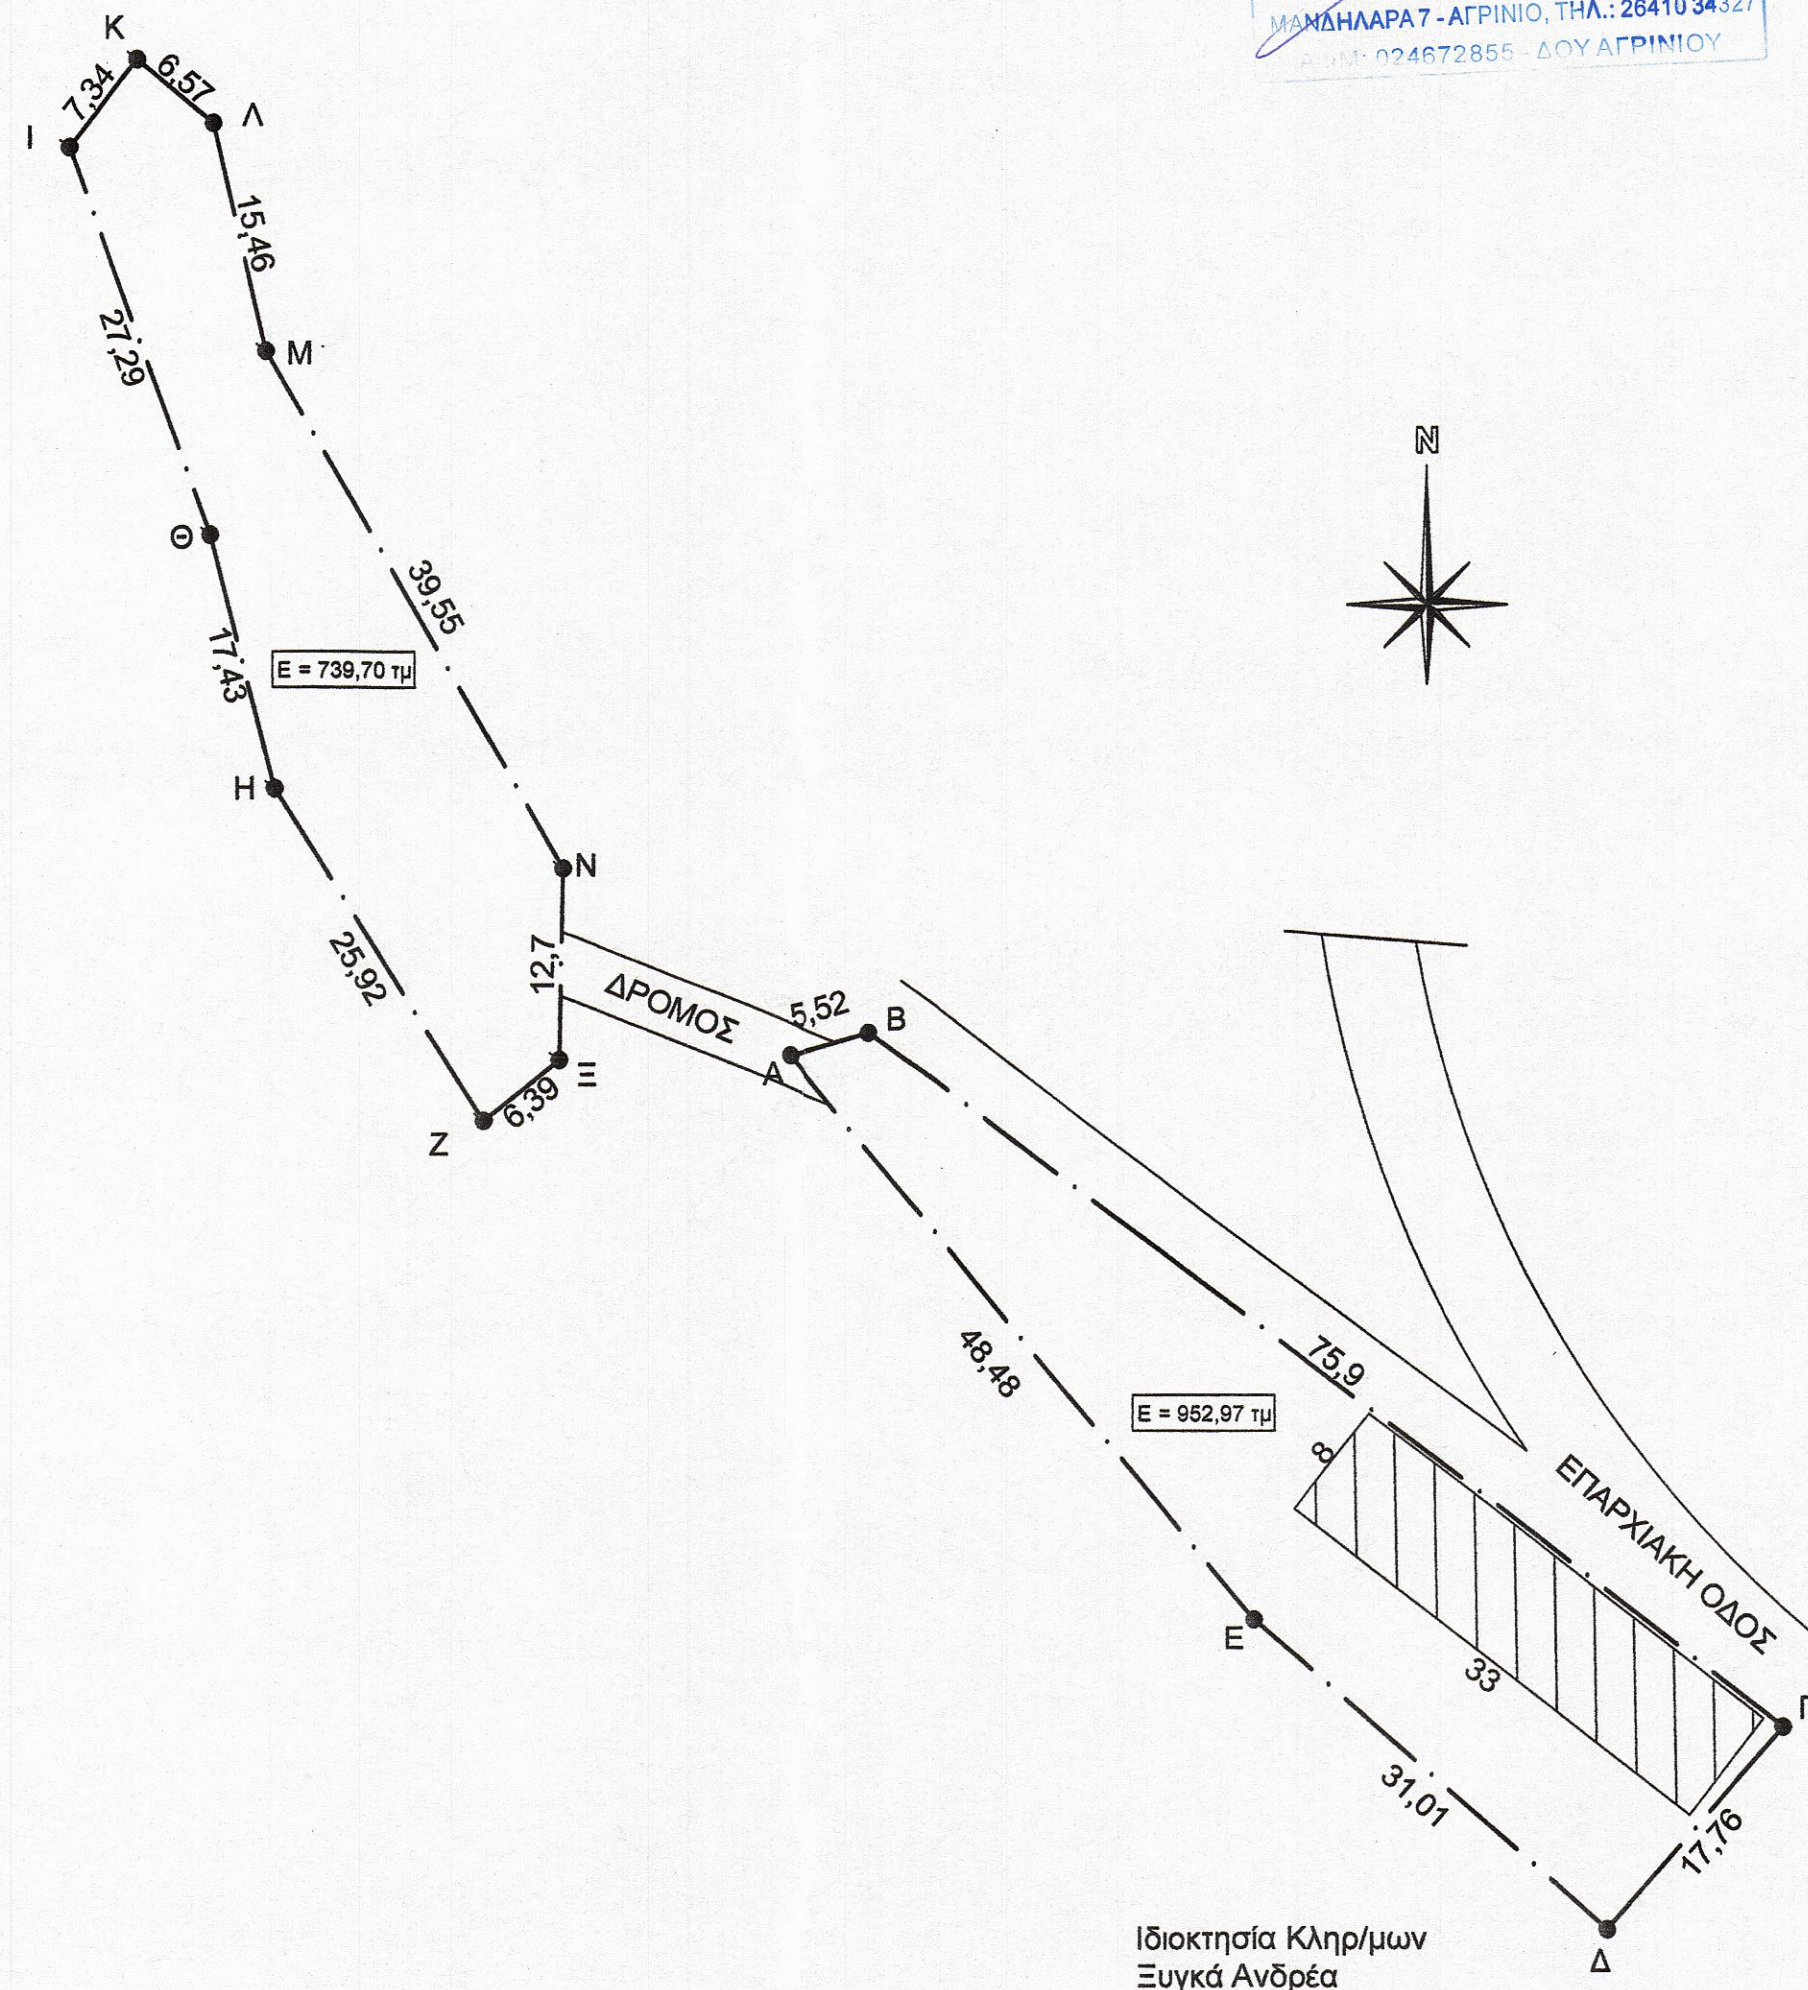 ΜΑΝΔΗΛΑΡΑ 7 - ΑΓΡΙΝΙΟ, ΤΗΛ.: 26410 34327
024672855 - ΔΟΥ ΑΓΡΙΝΙΟΥ
Κ
6,57
7,34
Λ
Ι
15,46
Μ
27,29
Ν
Θ
39,55
17,43
Ε = 739,70 τμ
Η
Ν
12,7
25,92
ΔΡΟΜΟΣ
5,52
Β
Α
Ξ
6,39
Ζ
75,9
48,48
Ε = 952,97 τμ
8
ΕΠΑΡΧΙΑΚΗ ΟΔΟΣ
Ε
33
Γ
31,01
17,76
Ιδιοκτησία Κληρ/μων
Δ
Ξυγκά Ανδρέα